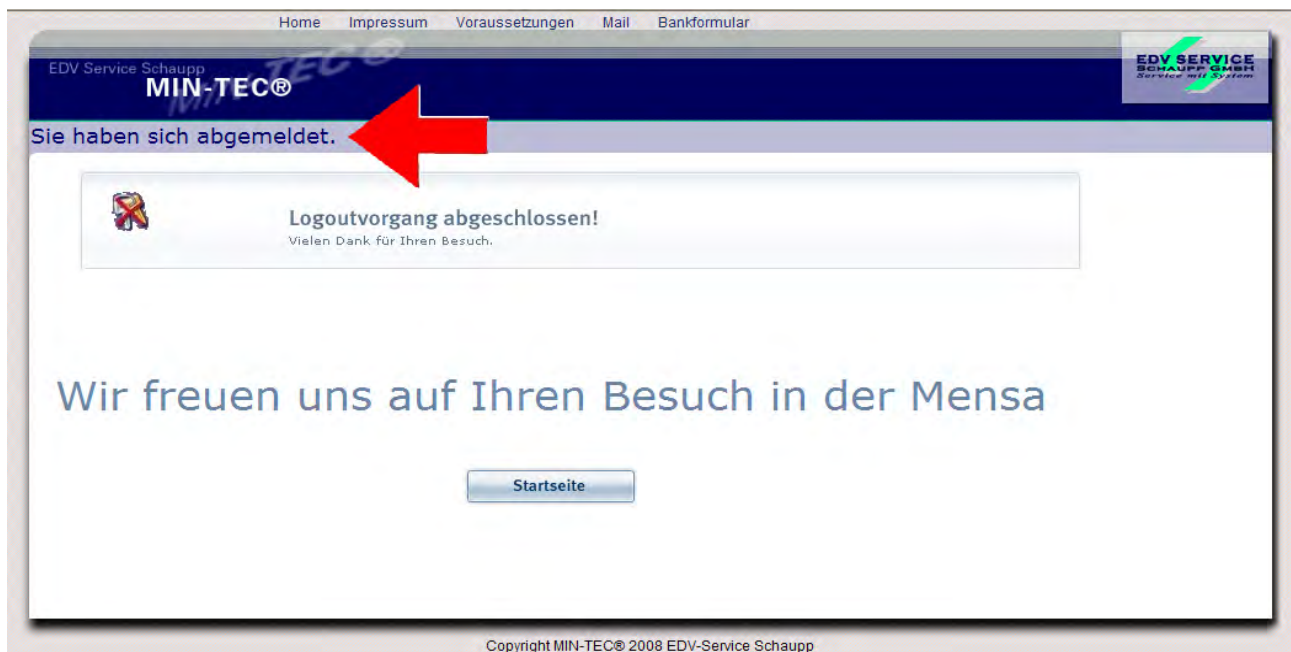 Home Impressum Voraussetzungen Mail Bankformular
EDV Service Schaupp
MIN-TEC®
MIN-TEC®
EDV SERVICE
SCHAUPP GMBH
Service mit System
Sie haben sich abgemeldet.
Logoutvorgang abgeschlossen!
Vielen Dank für Ihren Besuch.
Wir freuen uns auf Ihren Besuch in der Mensa
Startseite
Copyright MIN-TEC® 2008 EDV-Service Schaupp